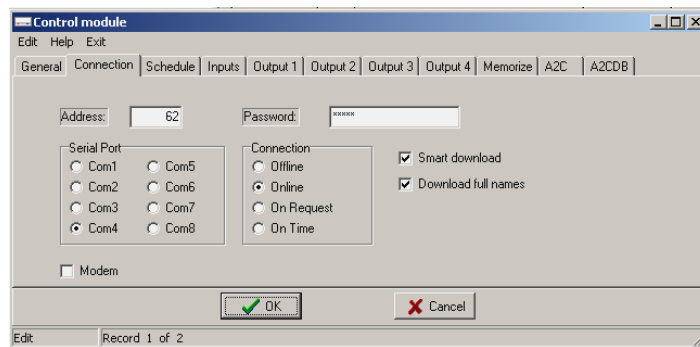 Control module
Edit Help Exit
General Connection Schedule Inputs Output 1 Output 2 Output 3 Output 4 Memorize A2C A2CDB
Address: 62 Password: *****
Serial Port Connection
Com1 Com5 Offline Smart download
Com2 Com6 Online Download full names
Com3 Com7 On Request
Com4 Com8 On Time
Modem
OK Cancel
Edit Record 1 of 2